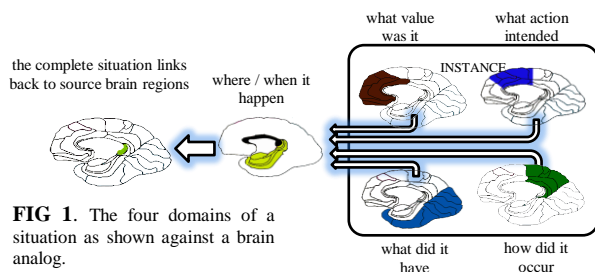 what value
was it
what action
intended
the complete situation links
back to source brain regions
where / when it
happen
INSTANCE
FIG 1. The four domains of a
situation as shown against a brain
analog.
what did it
have
how did it
occur